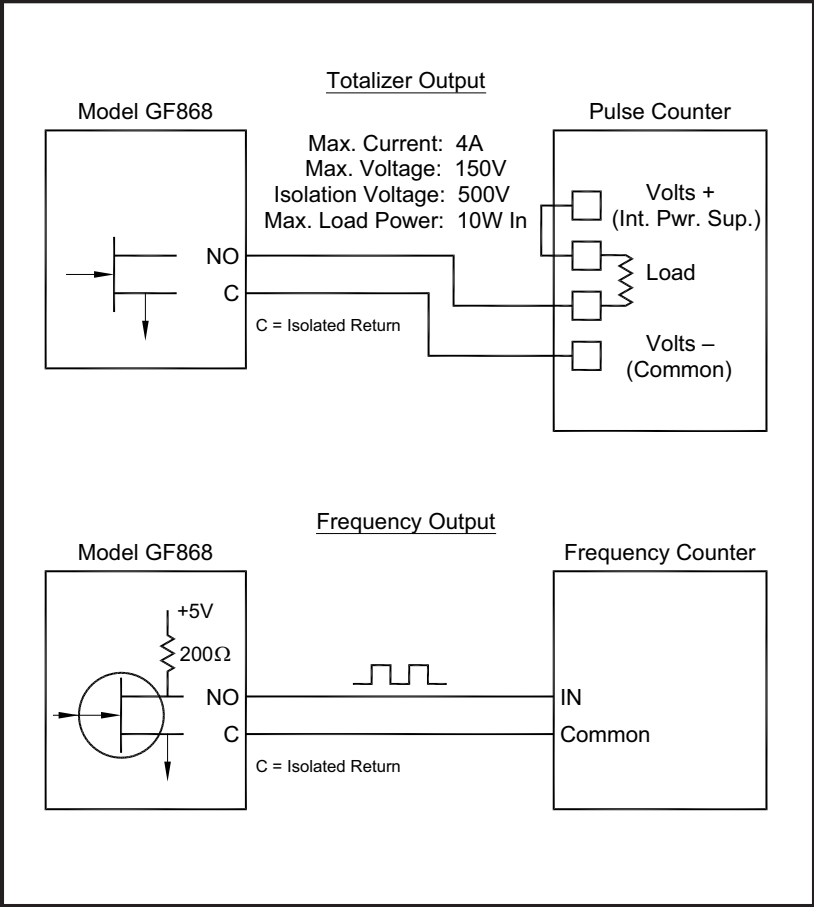 Totalizer Output
Model GF868
Pulse Counter
Max. Current: 4A
Max. Voltage: 150V
Isolation Voltage: 500V
Max. Load Power: 10W In
Volts +
(Int. Pwr. Sup.)
NO
Load
C
C = Isolated Return
Volts –
(Common)
Frequency Output
Model GF868
Frequency Counter
+5V
200Ω
NO
IN
C
Common
C = Isolated Return